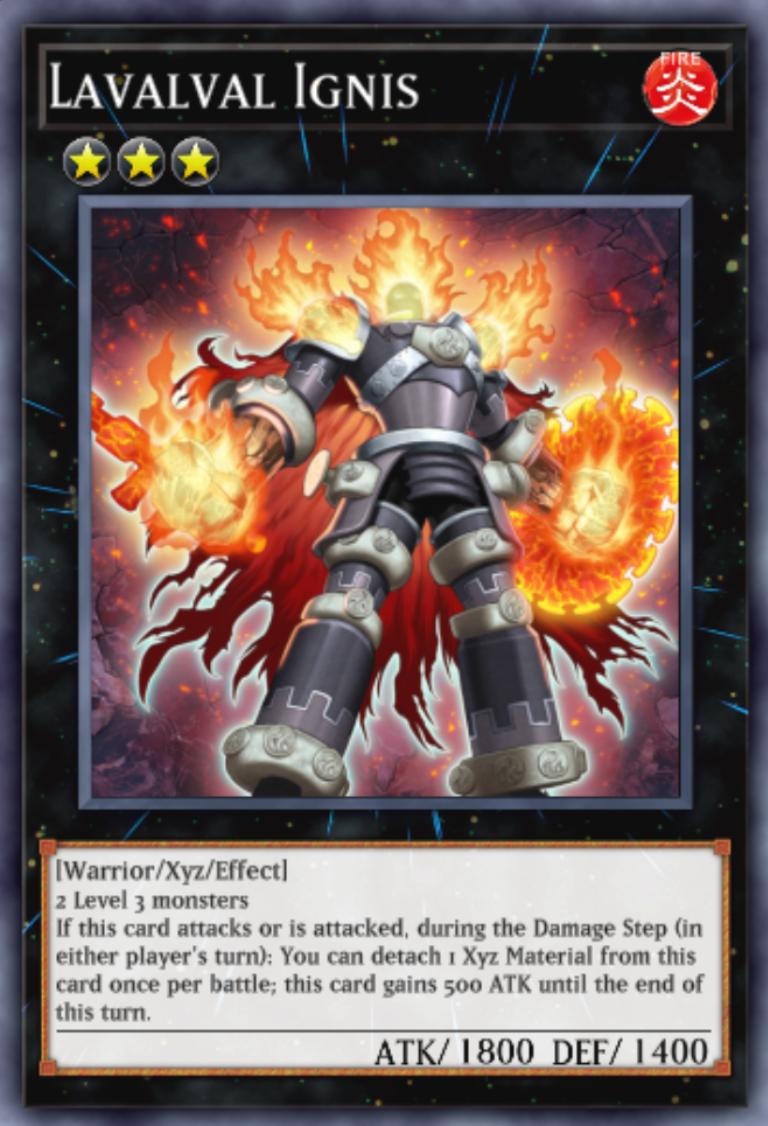 Lavalval Ignis
FIRE
炎
[Warrior/Xyz/Effect]
2 Level 3 monsters
If this card attacks or is attacked, during the Damage Step (in
either player's turn): You can detach 1 Xyz Material from this
card once per battle; this card gains 500 ATK until the end of
this turn.
ATK/ 1800 DEF/ 1400